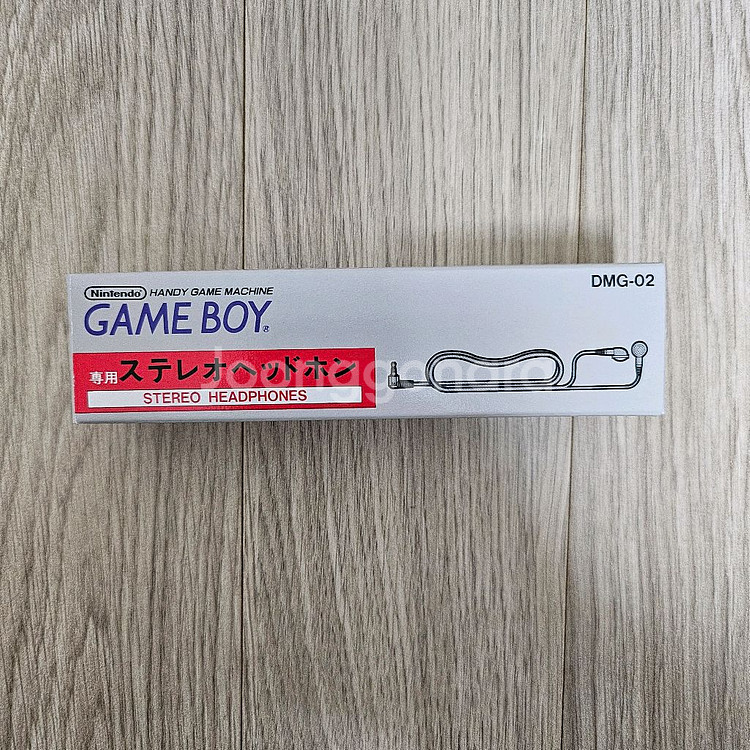 Nintendo HANDY GAME MACHINE
GAME BOY®
DMG-02
専用ステレオヘッドホン
STEREO HEADPHONES
Joonggonara